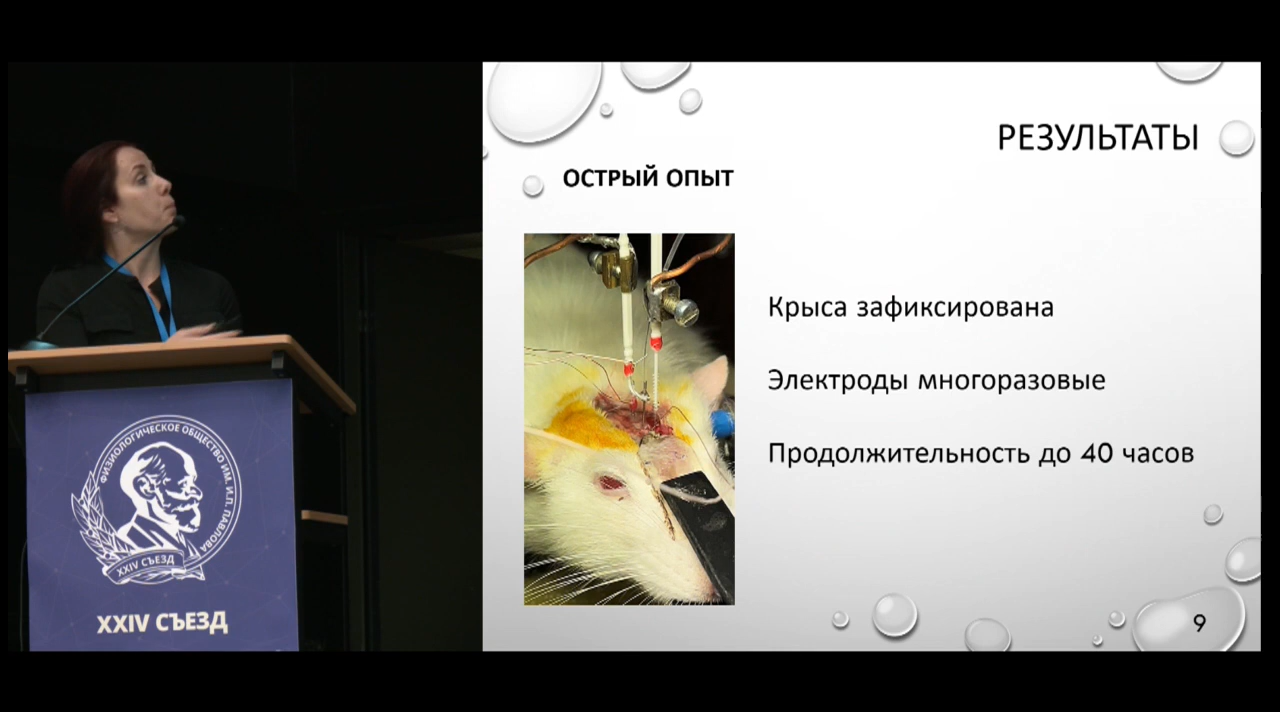 РЕЗУЛЬТАТЫ
ОСТРЫЙ ОПЫТ
Крыса зафиксирована
Электроды многоразовые
Продолжительность до 40 часов
9
ФИЗИОЛОГИЧЕСКОЕ ОБЩЕСТВО ИМ. И.П. ПАВЛОВА
XXIV СЪЕЗД
XXIV СЪЕЗД